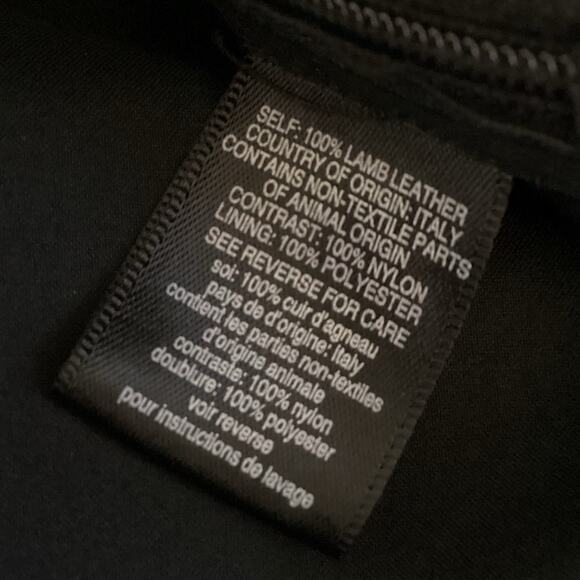 SELF: 100% LAMB LEATHER
COUNTRY OF ORIGIN: ITALY
CONTAINS NON-TEXTILE PARTS
OF ANIMAL ORIGIN
CONTRAST: 100% NYLON
LINING: 100% POLYESTER
SEE REVERSE FOR CARE
soi: 100% cuir d'agneau
pays de d'origine: Italy
contient les parties non-textiles
d'origine animale
contraste: 100% nylon
doublure: 100% polyester
voir reverse
pour instructions de lavage